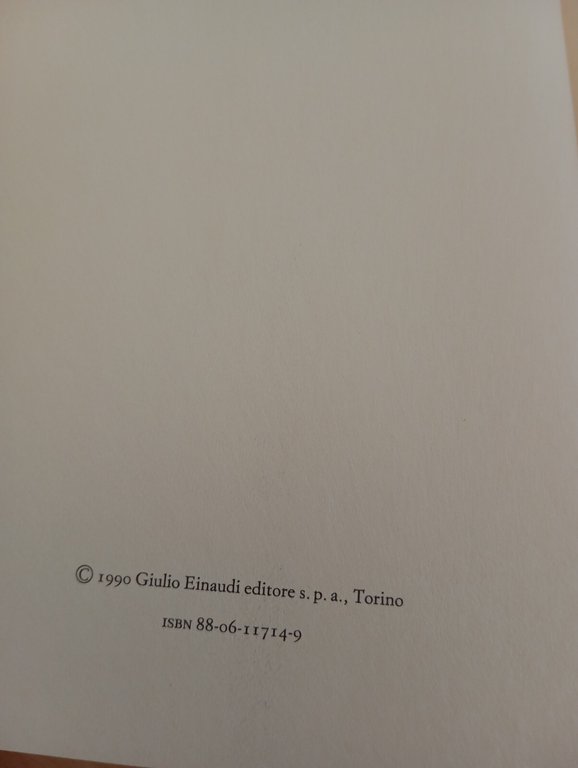 © 1990 Giulio Einaudi editore s. p. a., Torino
ISBN 88-06-11714-9